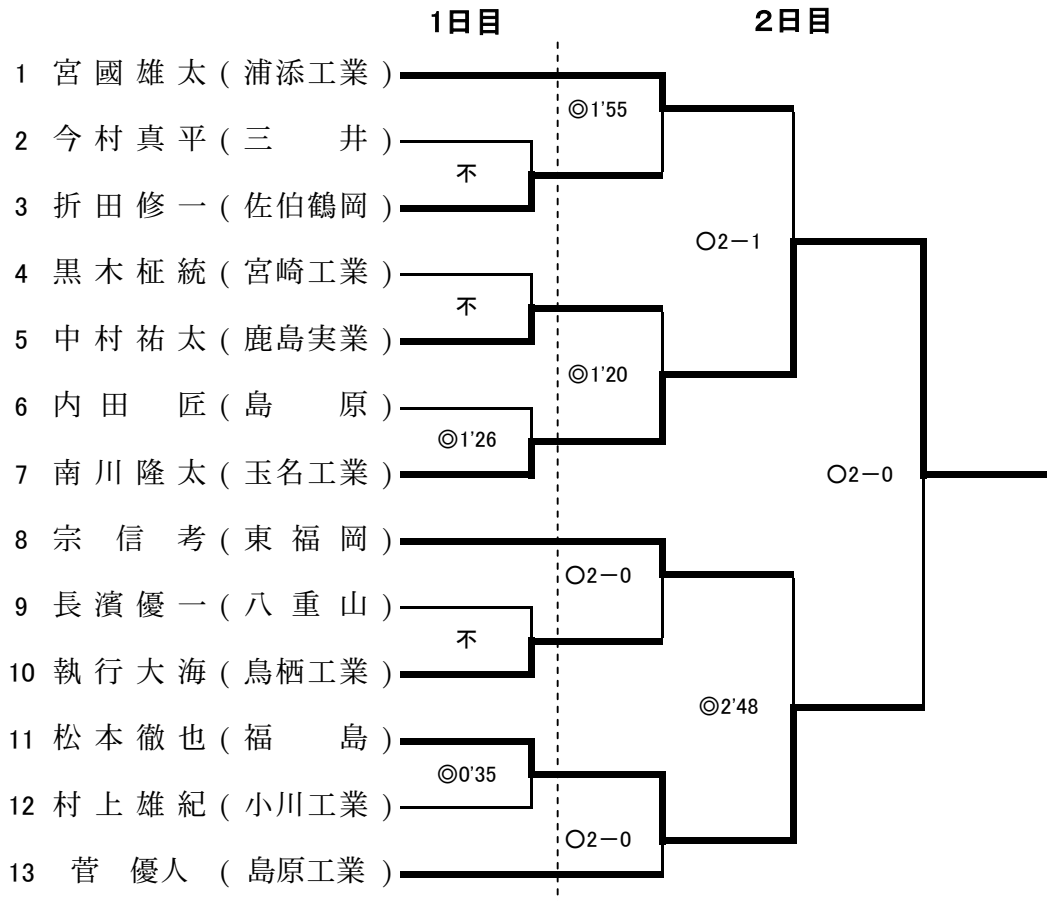 1日目 2日目
1 宮國雄太(浦添工業)
◎1'55
2 今村真平(三 井)
不
3 折田修一(佐伯鶴岡)
○2－1
4 黒木柾統(宮崎工業)
不
5 中村祐太(鹿島実業)
◎1'20
6 内田 匠(島 原)
◎1'26
7 南川隆太(玉名工業)
○2－0
8 宗 信考(東福岡)
○2－0
9 長濱優一(八重山)
不
10 執行大海(鳥栖工業)
◎2'48
11 松本徹也(福 島)
◎0'35
12 村上雄紀(小川工業)
○2－0
13 菅 優人(島原工業)